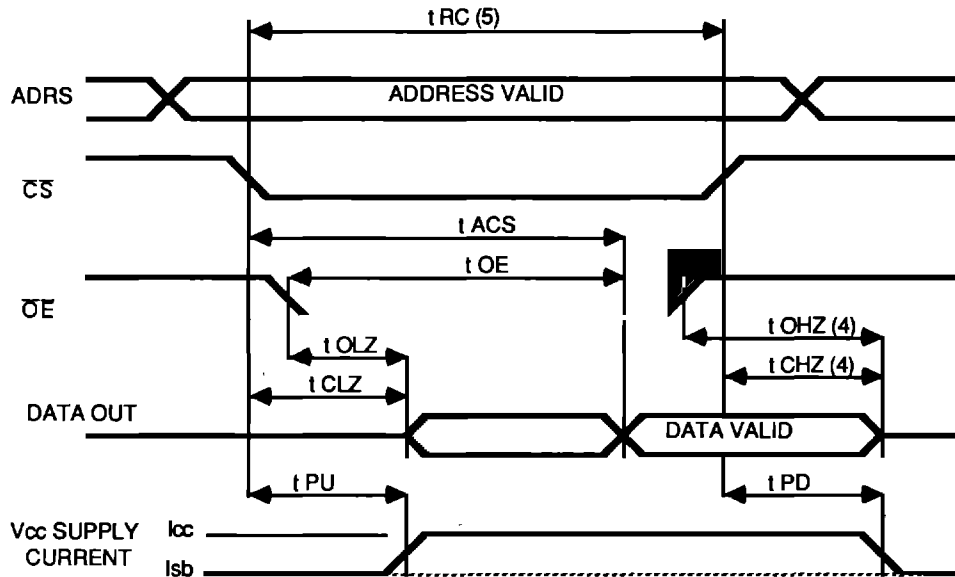 t RC (5)
ADRS
ADDRESS VALID
CS
t ACS
t OE
OE
t OHZ (4)
t OLZ
t CHZ (4)
t CLZ
DATA OUT
DATA VALID
t PU
t PD
Vcc SUPPLY
CURRENT
Icc
Isb